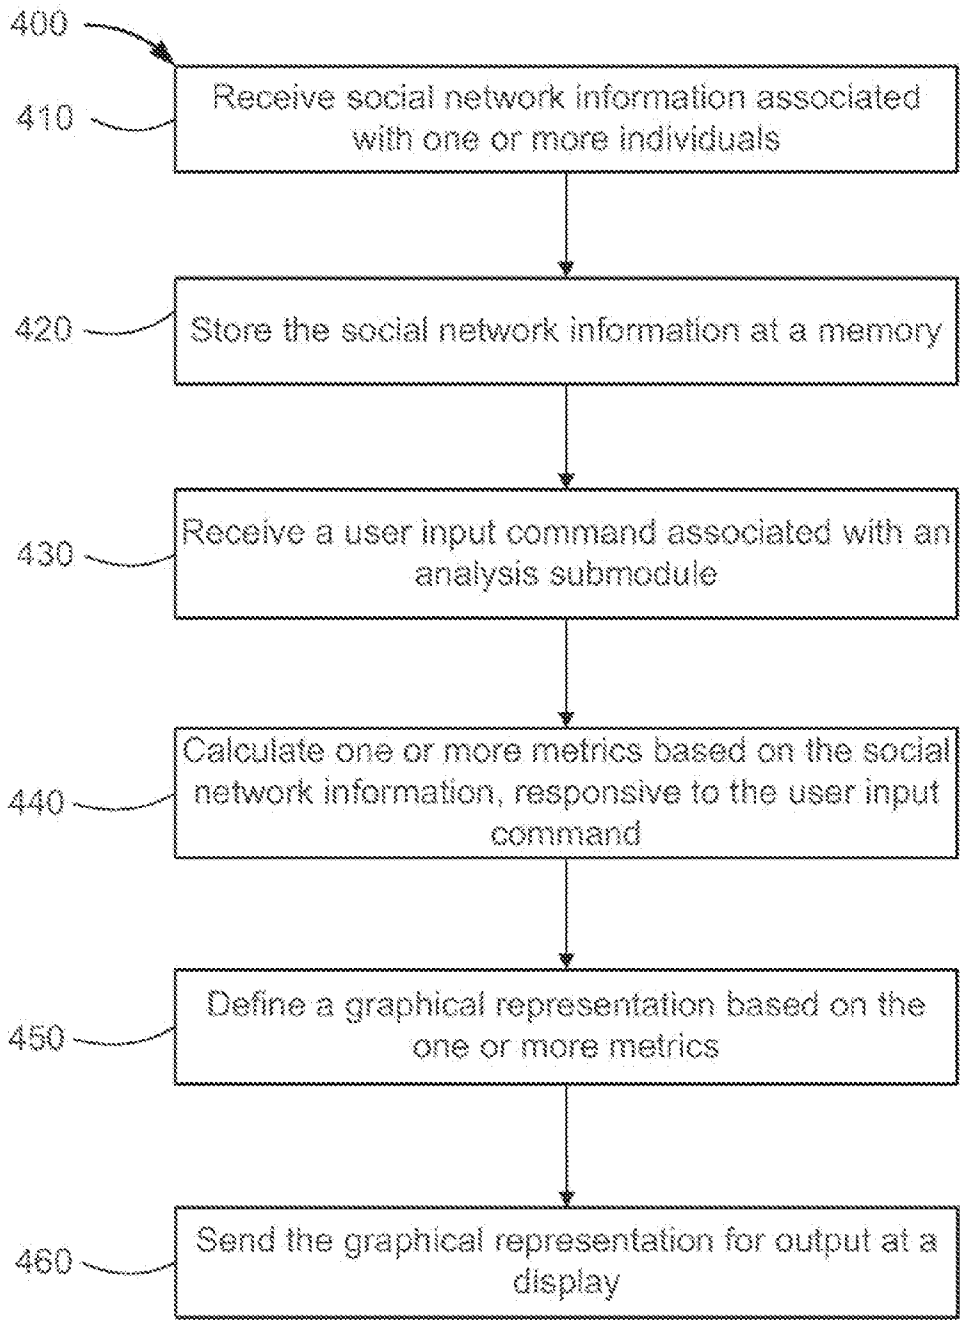 400
410
Receive social network information associated
with one or more individuals
420
Store the social network information at a memory
430
Receive a user input command associated with an
analysis submodule
440
Calculate one or more metrics based on the social
network information, responsive to the user input
command
450
Define a graphical representation based on the
one or more metrics
460
Send the graphical representation for output at a
display